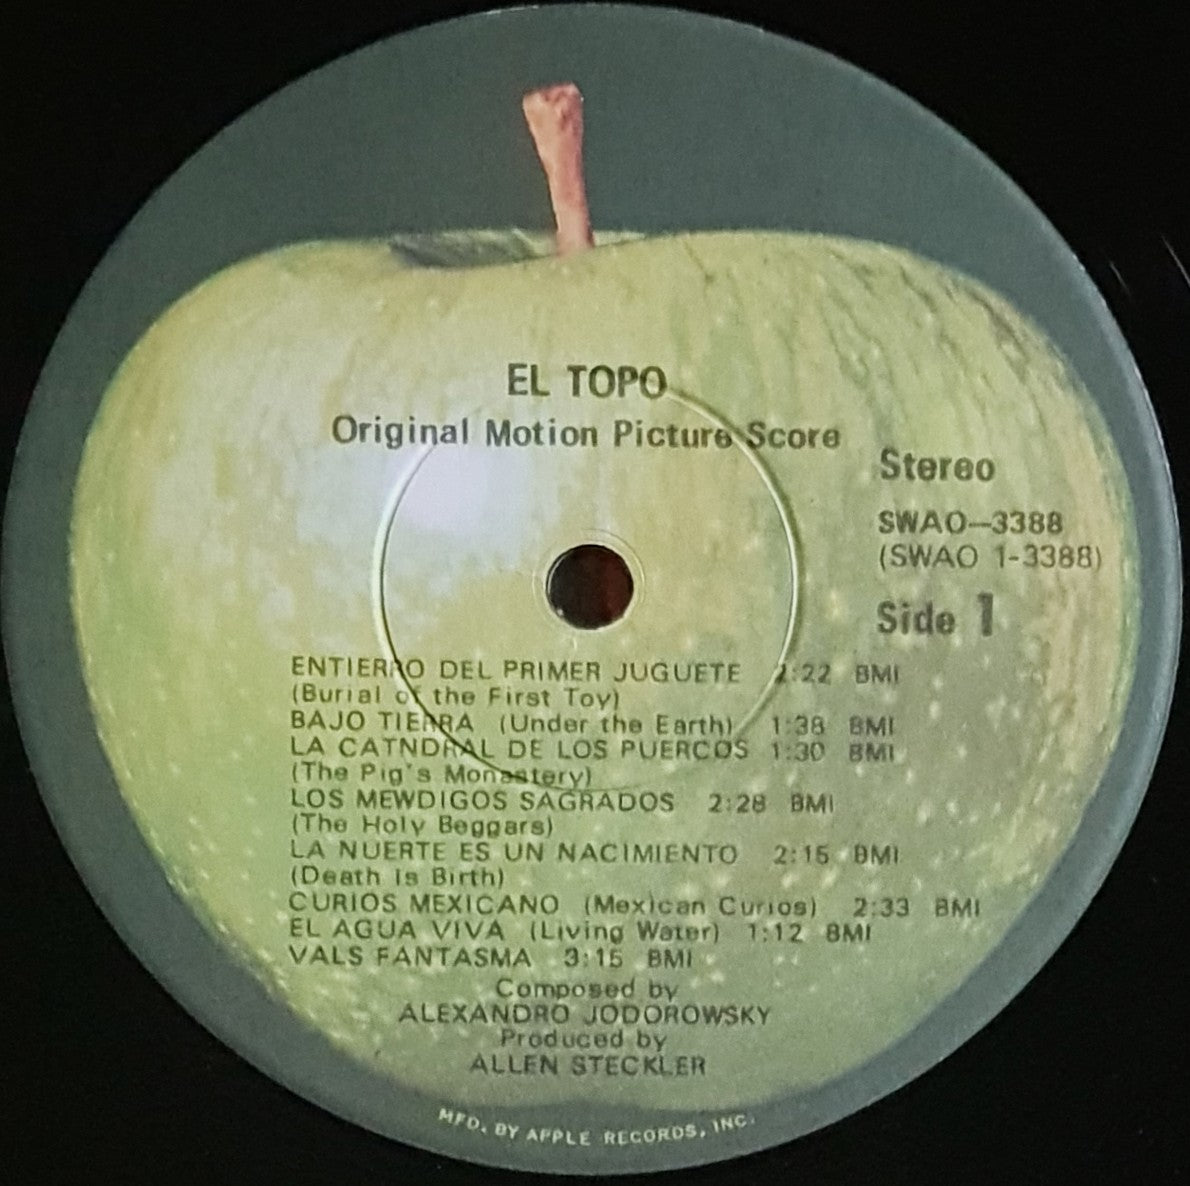 EL TOPO
Original Motion Picture Score
Stereo
SWAO—3388
(SWAO 1-3388)
Side 1
ENTIERRO DEL PRIMER JUGUETE 2:22 BMI
(Burial of the First Toy)
BAJO TIERRA (Under the Earth) 1:38 BMI
LA CATNDRAL DE LOS PUERCOS 1:30 BMI
(The Pig's Monastery)
LOS MEWDIGOS SAGRADOS 2:28 BMI
(The Holy Beggars)
LA NUERTE ES UN NACIMIENTO 2:15 BMI
(Death Is Birth)
CURIOS MEXICANO (Mexican Curios) 2:33 BMI
EL AGUA VIVA (Living Water) 1:12 BMI
VALS FANTASMA 3:15 BMI
Composed by
ALEXANDRO JODOROWSKY
Produced by
ALLEN STECKLER
MFD. BY APPLE RECORDS, INC.